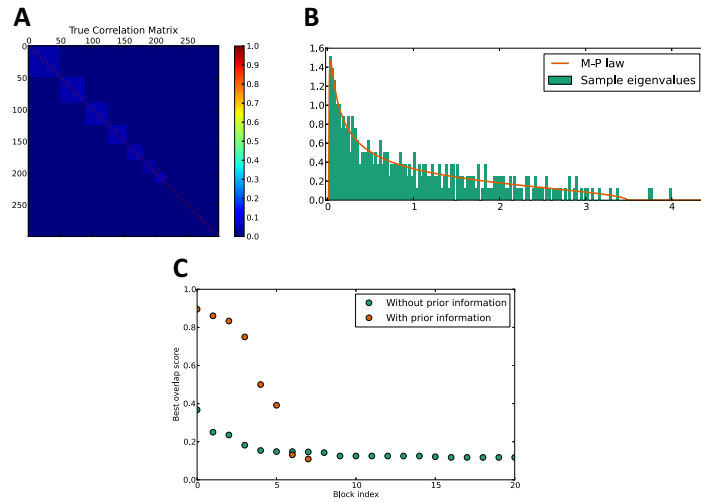 A
True Correlation Matrix
0 50 100 150 200 250
0
50
100
150
200
250
1.0
0.9
0.8
0.7
0.6
0.5
0.4
0.3
0.2
0.1
0.0
B
1.6
1.4
1.2
1.0
0.8
0.6
0.4
0.2
0.0
0 1 2 3 4
M-P law
Sample eigenvalues
C
1.0
0.8
0.6
0.4
0.2
0.0
0 5 10 15 20
Best overlap score
Block index
Without prior information
With prior information